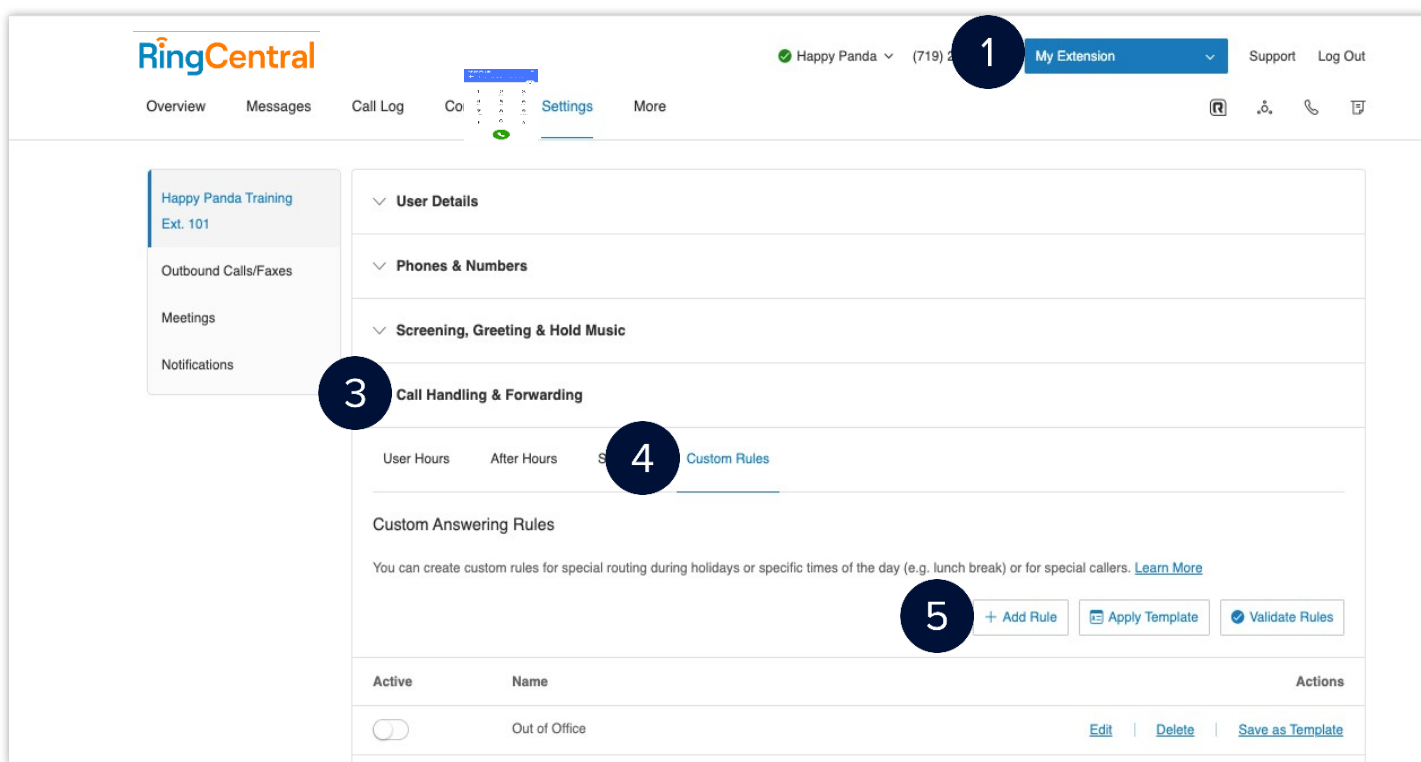 RingCentral
Happy Panda
(719) 2
1
My Extension
Support
Log Out
Overview
Messages
Call Log
Co
Settings
More
Happy Panda Training
Ext. 101
Outbound Calls/Faxes
Meetings
Notifications
User Details
Phones & Numbers
Screening, Greeting & Hold Music
3
Call Handling & Forwarding
User Hours
After Hours
S
4
Custom Rules
Custom Answering Rules
You can create custom rules for special routing during holidays or specific times of the day (e.g. lunch break) or for special callers. Learn More
5
+ Add Rule
Apply Template
Validate Rules
Active
Name
Actions
Out of Office
Edit
Delete
Save as Template